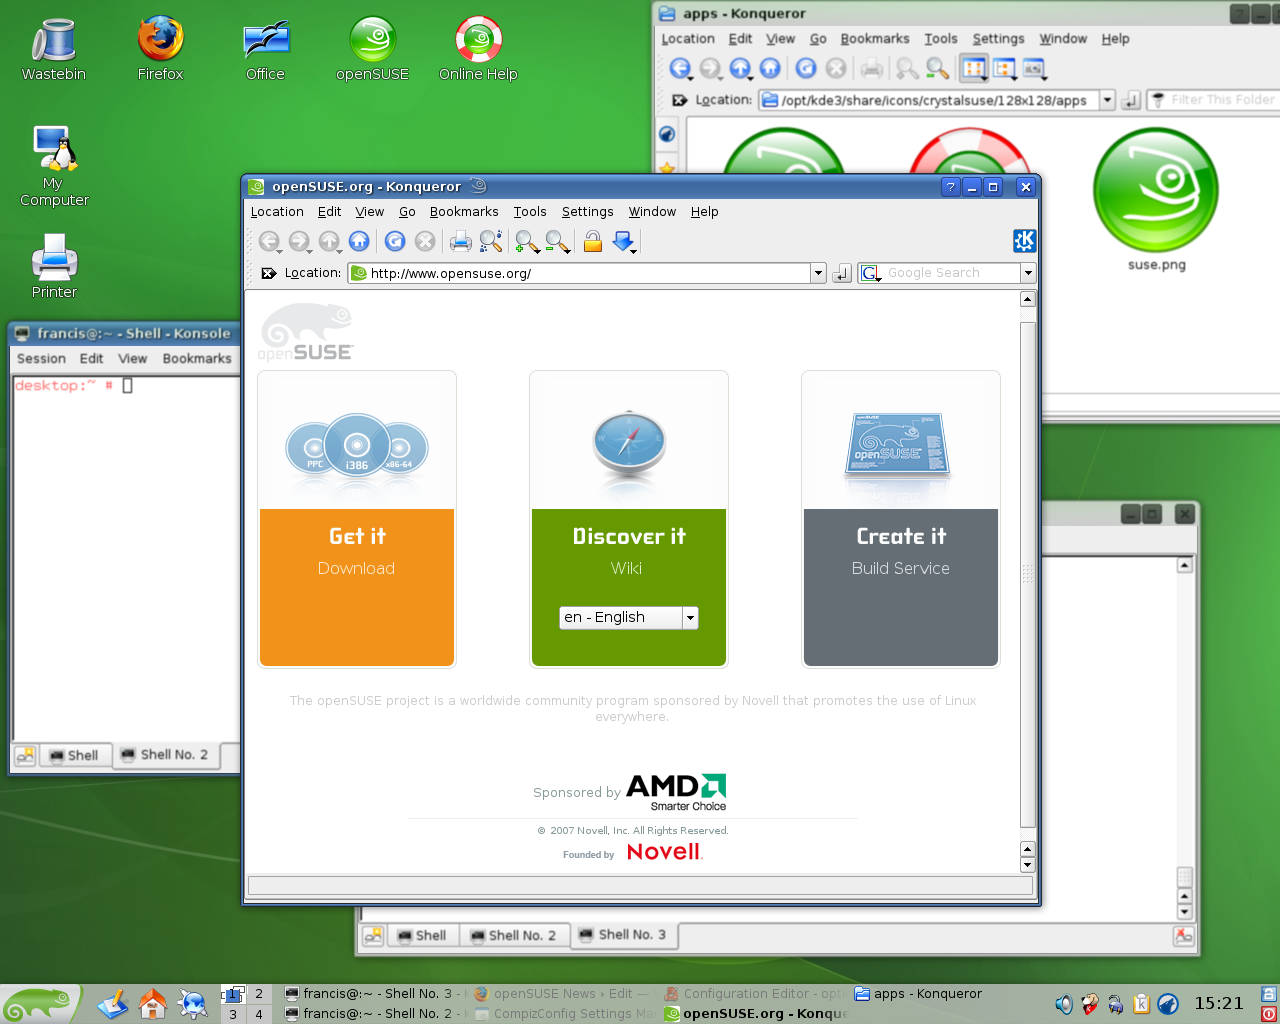 Wastebin
Firefox
Office
openSUSE
Online Help
My
Computer
Printer
apps - Konqueror
Location Edit View Go Bookmarks Tools Settings Window Help
Location: /opt/kde3/share/icons/crystalsuse/128x128/apps
Filter This Folder
suse.png
openSUSE.org - Konqueror
Location Edit View Go Bookmarks Tools Settings Window Help
Location: http://www.opensuse.org/
Google Search
francis@:~ - Shell - Konsole
Session Edit View Bookmarks
desktop:~ #
Shell
Shell No. 2
openSUSE
PPC
i386
x86-64
openSUSE
Get it
Download
Discover it
Wiki
en - English
Create it
Build Service
The openSUSE project is a worldwide community program sponsored by Novell that promotes the use of Linux
everywhere.
Sponsored by AMD
Smarter Choice
© 2007 Novell, Inc. All Rights Reserved.
Founded by Novell
Shell
Shell No. 2
Shell No. 3
1 2
3 4
francis@:~ - Shell No. 3 -
openSUSE News › Edit —
Configuration Editor - opt
apps - Konqueror
francis@:~ - Shell No. 2 -
CompizConfig Settings Ma
openSUSE.org - Konque
15:21